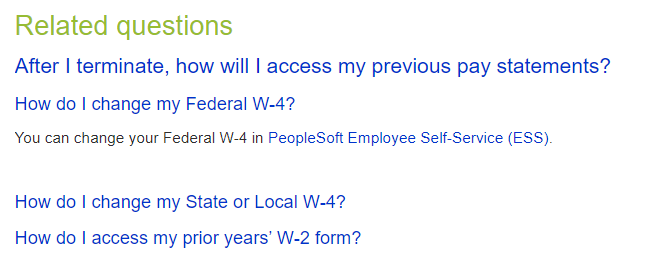 Related questions
After I terminate, how will I access my previous pay statements?
How do I change my Federal W-4?
You can change your Federal W-4 in PeopleSoft Employee Self-Service (ESS).
How do I change my State or Local W-4?
How do I access my prior years’ W-2 form?